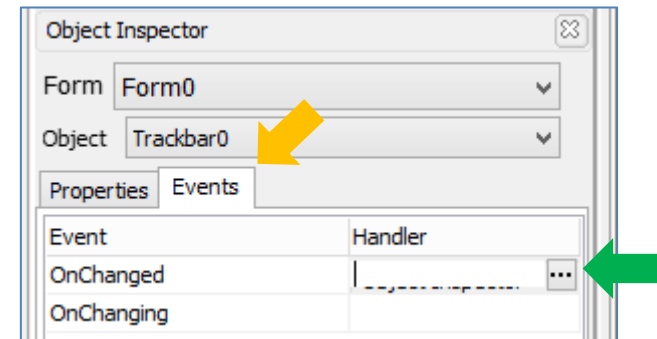 Object Inspector
Form Form0
Object Trackbar0
Properties Events
Event Handler
OnChanged ...
OnChanging